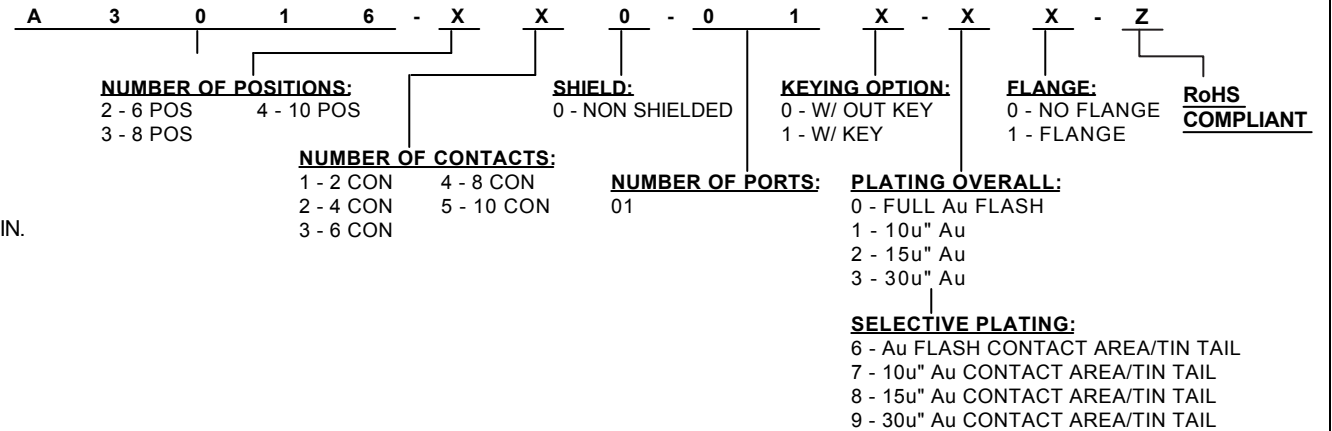 A 3 0 1 6 - X X 0 - 0 1 X - X X - Z
NUMBER OF POSITIONS:
2 - 6 POS 4 - 10 POS
3 - 8 POS
NUMBER OF CONTACTS:
1 - 2 CON 4 - 8 CON
2 - 4 CON 5 - 10 CON
3 - 6 CON
SHIELD:
0 - NON SHIELDED
NUMBER OF PORTS:
01
KEYING OPTION:
0 - W/ OUT KEY
1 - W/ KEY
PLATING OVERALL:
0 - FULL Au FLASH
1 - 10u" Au
2 - 15u" Au
3 - 30u" Au
SELECTIVE PLATING:
6 - Au FLASH CONTACT AREA/TIN TAIL
7 - 10u" Au CONTACT AREA/TIN TAIL
8 - 15u" Au CONTACT AREA/TIN TAIL
9 - 30u" Au CONTACT AREA/TIN TAIL
FLANGE:
0 - NO FLANGE
1 - FLANGE
RoHS
COMPLIANT
IN.